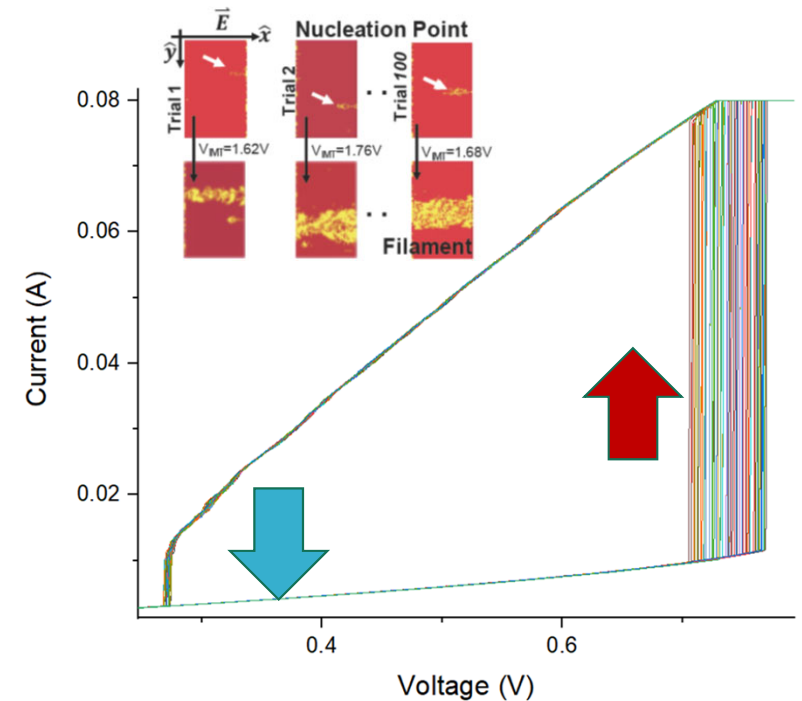 E
x̂
ŷ
Nucleation Point
Trial 1
Trial 2
Trial 100
. .
V_IMT=1.62V
V_IMT=1.76V
V_IMT=1.68V
. .
Filament
0.08
0.06
0.04
0.02
Current (A)
0.4
0.6
Voltage (V)